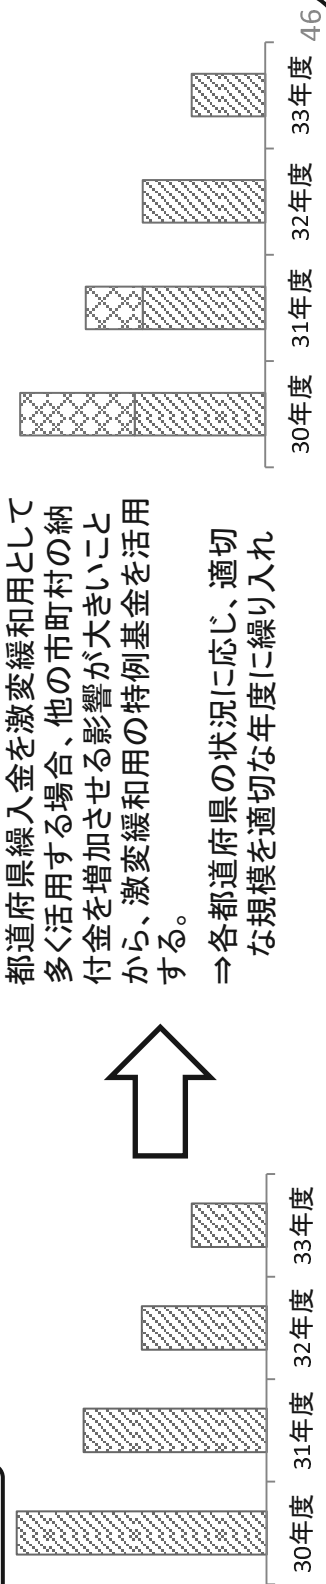 30年度 31年度 32年度 33年度
都道府県繰入金を激変緩和用として
多く活用する場合、他の市町村の納
付金を増加させる影響が大きいこと
から、激変緩和用の特例基金を活用
する。
⇒各都道府県の状況に応じ、適切
な規模を適切な年度に繰り入れ
30年度 31年度 32年度 33年度
46